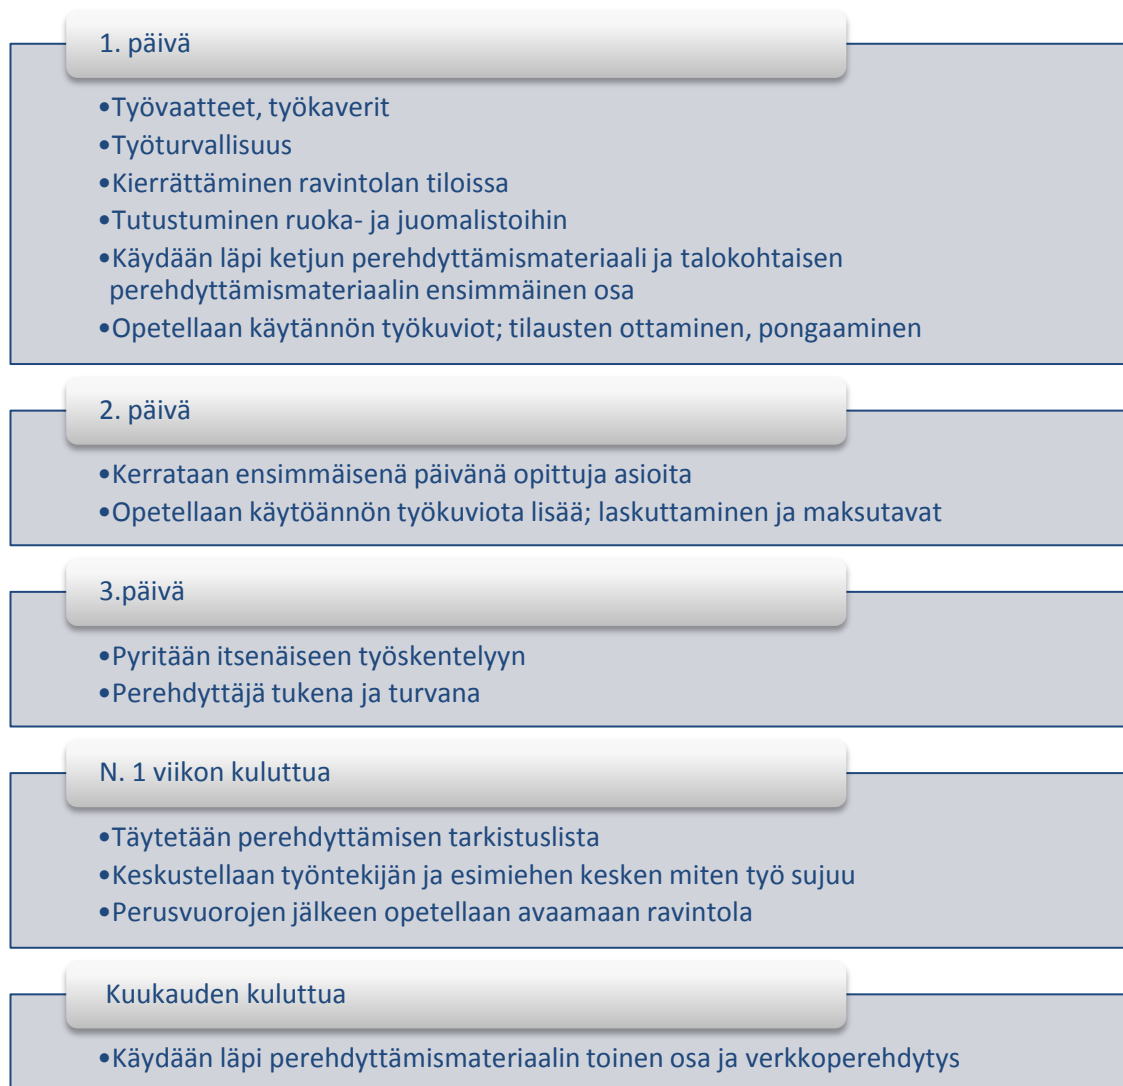 1. päivä
•Työvaatteet, työkaverit
•Työturvallisuus
•Kierrättäminen ravintolan tiloissa
•Tutustuminen ruoka- ja juomalistoihin
•Käydään läpi ketjun perehdyttämismateriaali ja talokohtaisen
perehdyttämismateriaalin ensimmäinen osa
•Opetellaan käytännön työkuviot; tilausten ottaminen, pongaaminen
2. päivä
•Kerrataan ensimmäisenä päivänä opittuja asioita
•Opetellaan käytöännön työkuviota lisää; laskuttaminen ja maksutavat
3.päivä
•Pyritään itsenäiseen työskentelyyn
•Perehdyttäjä tukena ja turvana
N. 1 viikon kuluttua
•Täytetään perehdyttämisen tarkistuslista
•Keskustellaan työntekijän ja esimiehen kesken miten työ sujuu
•Perusvuorojen jälkeen opetellaan avaamaan ravintola
Kuukauden kuluttua
•Käydään läpi perehdyttämismateriaalin toinen osa ja verkkoperehdytys